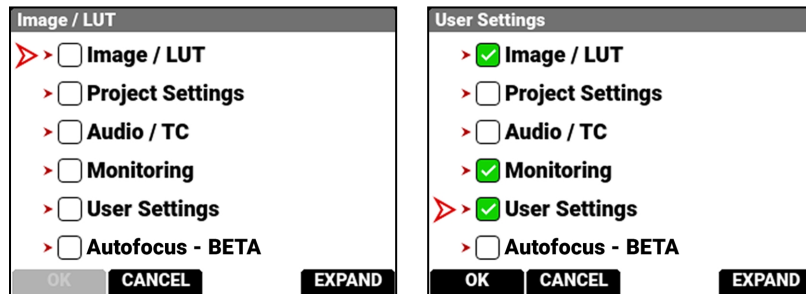 Image / LUT
Image / LUT
Project Settings
Audio / TC
Monitoring
User Settings
Autofocus - BETA
OK CANCEL EXPAND
User Settings
Image / LUT
Project Settings
Audio / TC
Monitoring
User Settings
Autofocus - BETA
OK CANCEL EXPAND